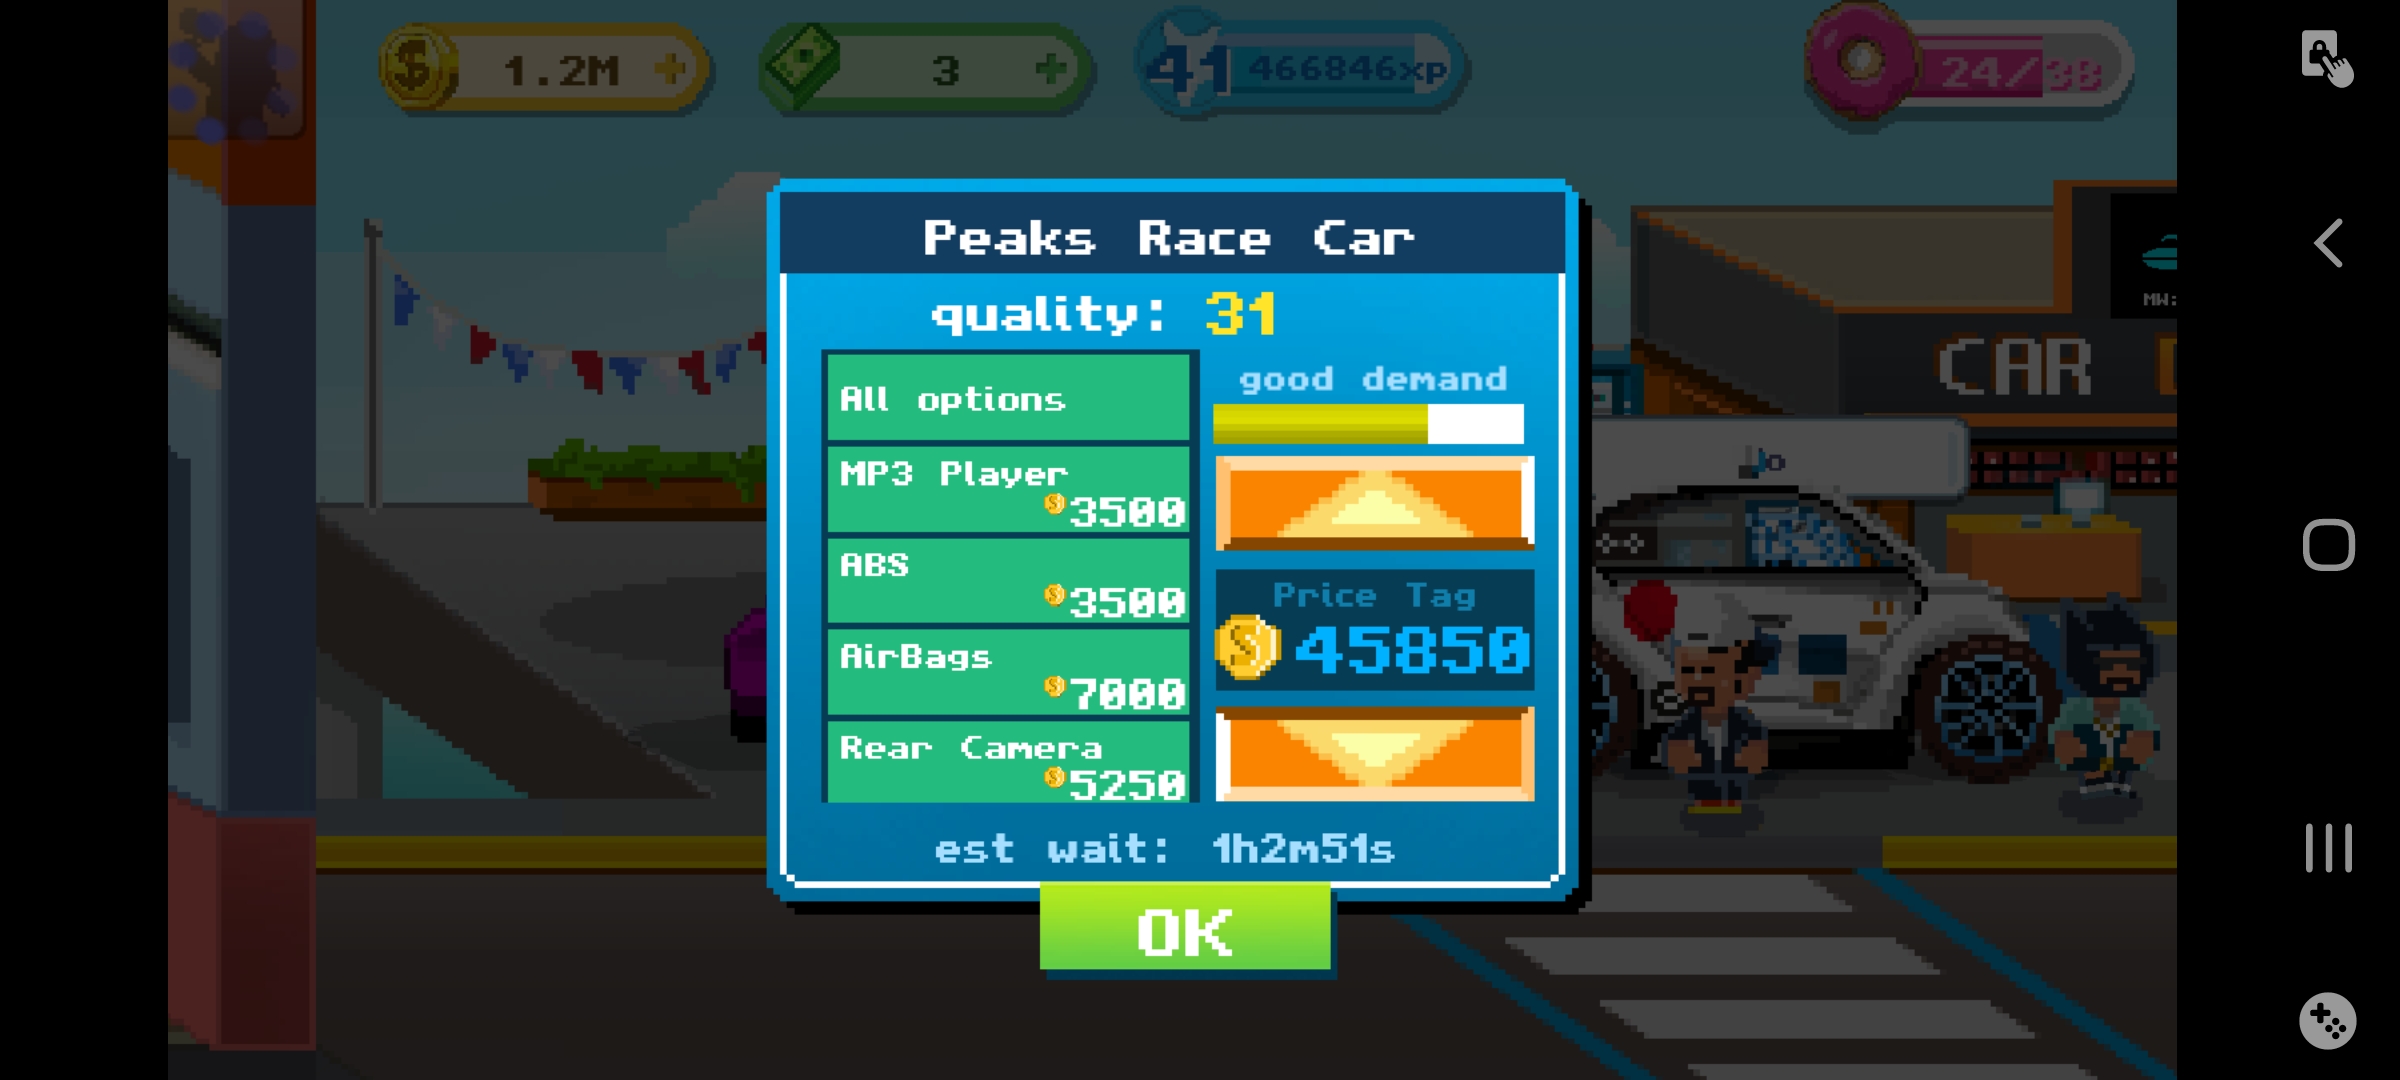 1.2M +
3 +
41 466846xp
24/38
Peaks Race Car
quality: 31
All options
good demand
MP3 Player
3500
ABS
3500
AirBags
7000
Rear Camera
5250
Price Tag
45850
est wait: 1h2m51s
OK
MW:
CAR